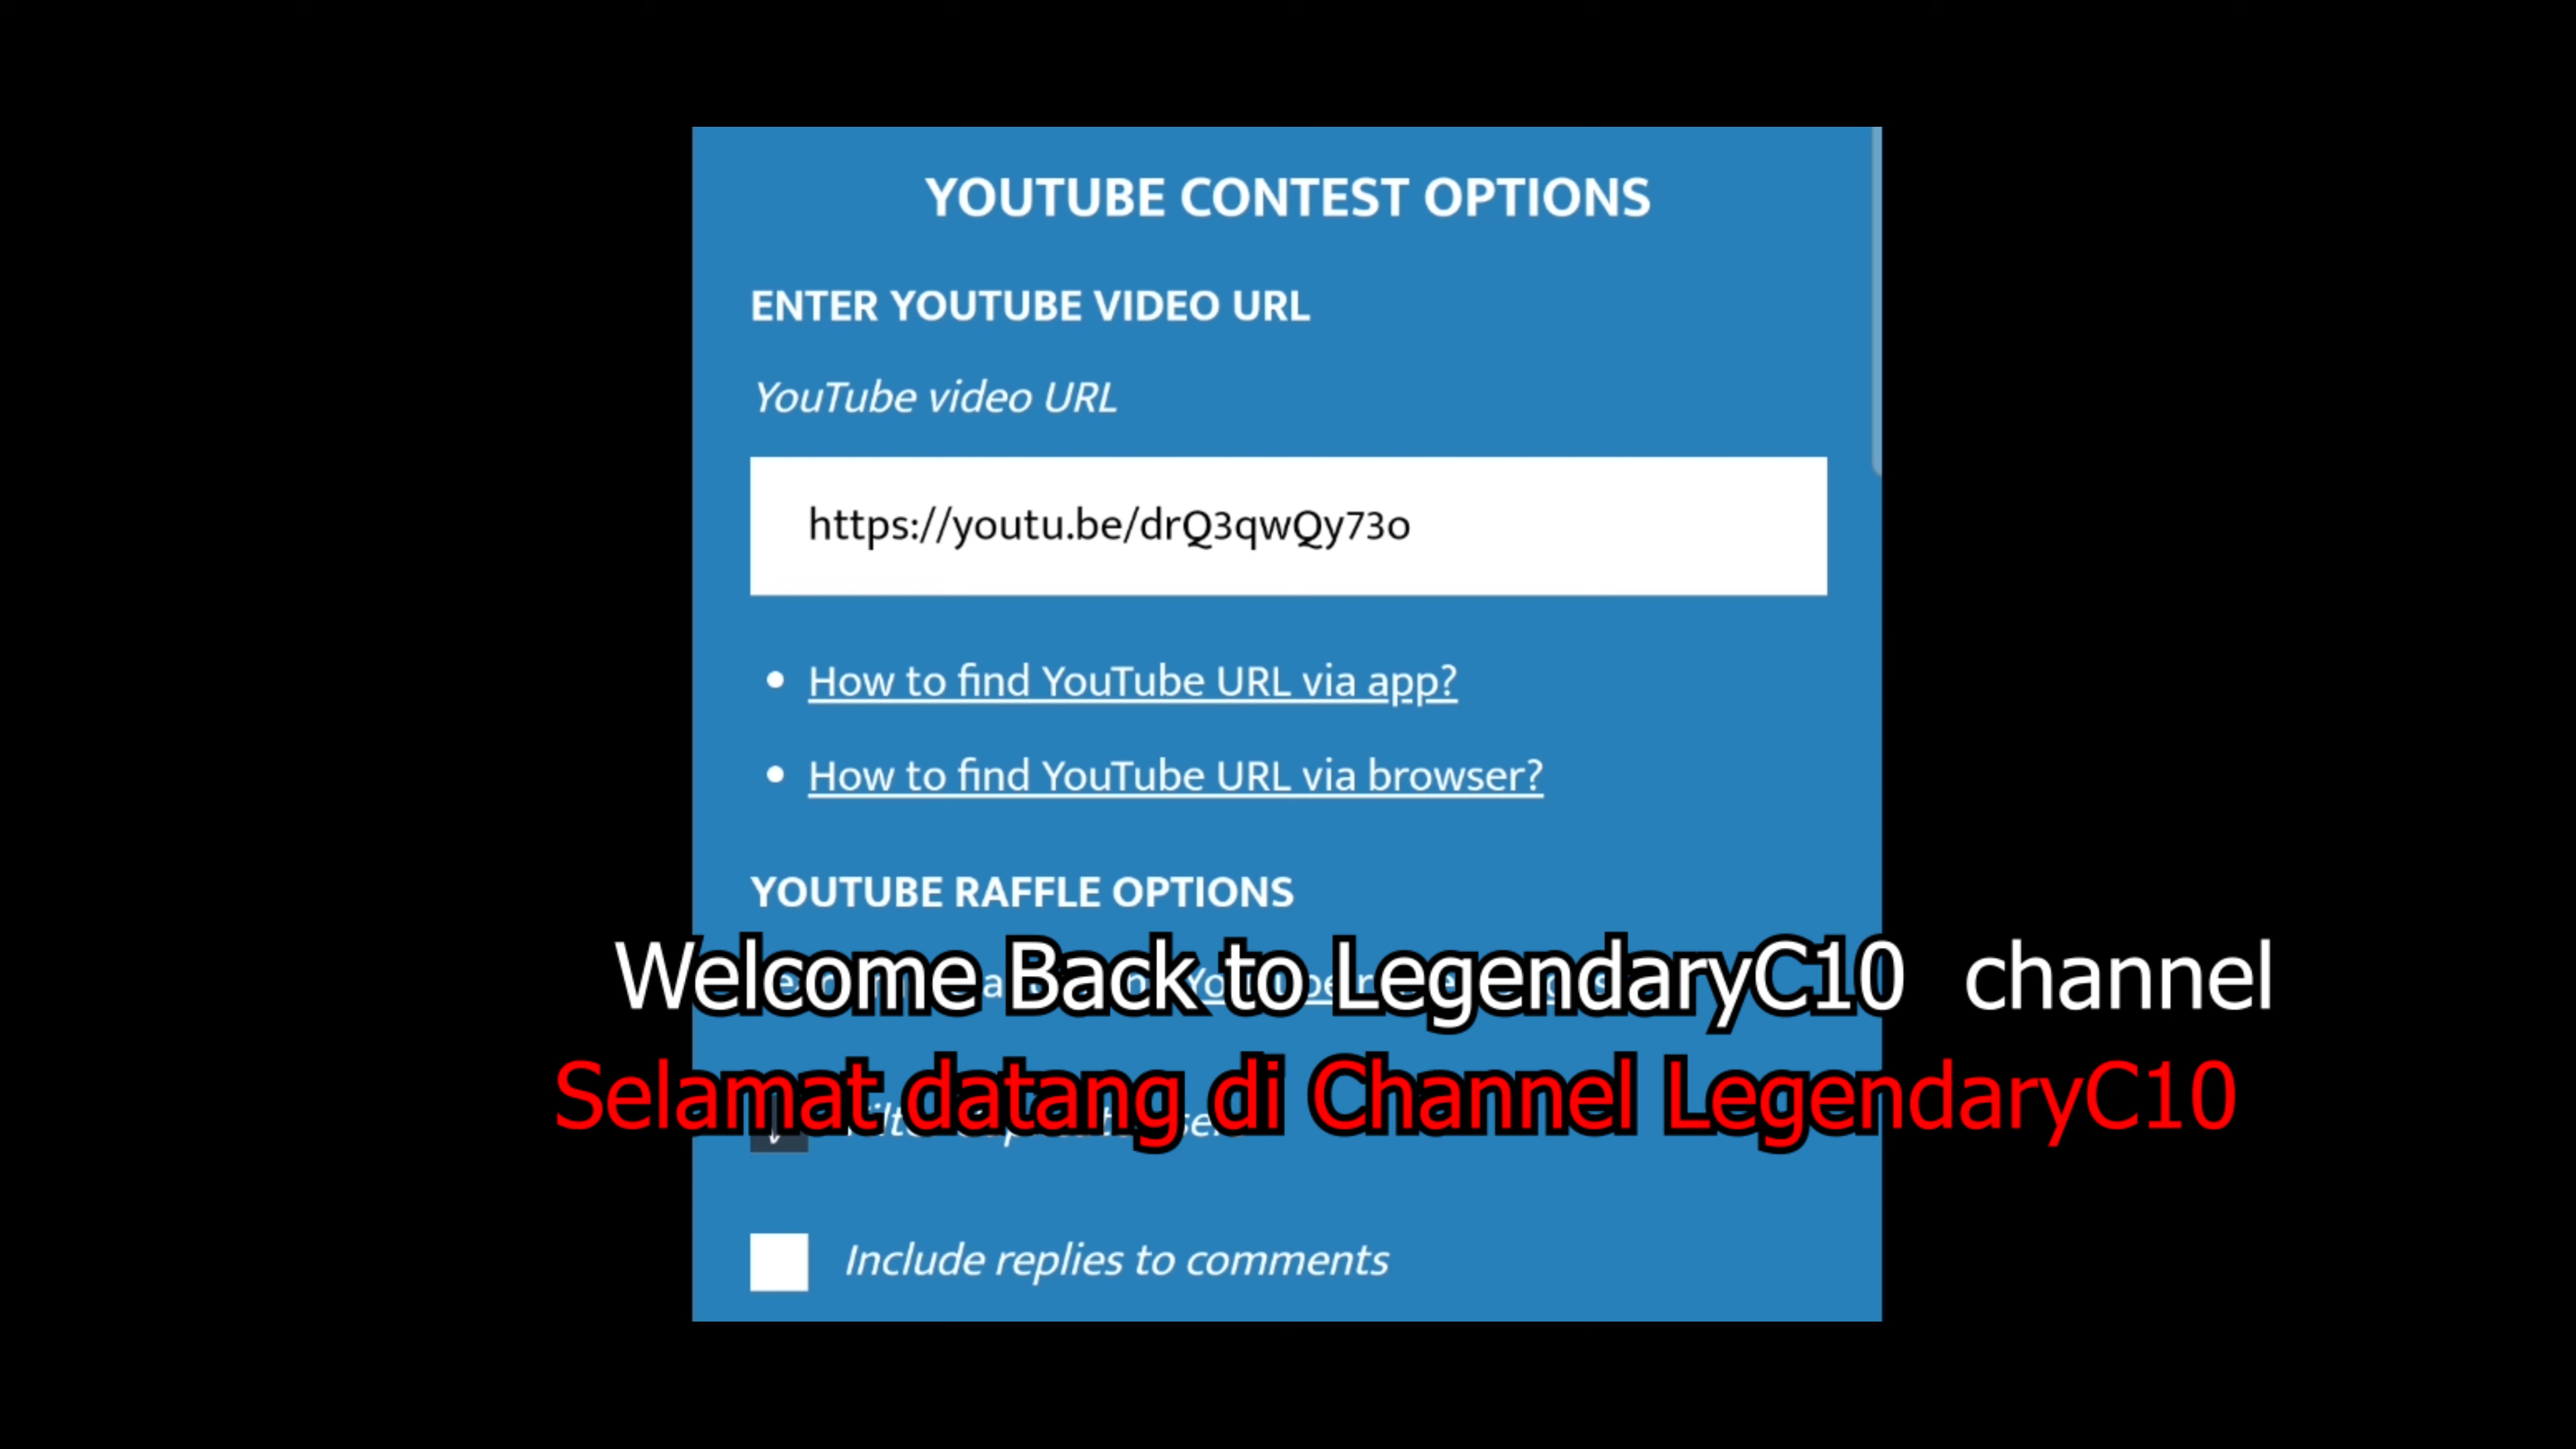 YOUTUBE CONTEST OPTIONS
ENTER YOUTUBE VIDEO URL
YouTube video URL
https://youtu.be/drQ3qwQy73o
How to find YouTube URL via app?
How to find YouTube URL via browser?
YOUTUBE RAFFLE OPTIONS
Welcome Back to LegendaryC10 channel
Selamat datang di Channel LegendaryC10
Include replies to comments